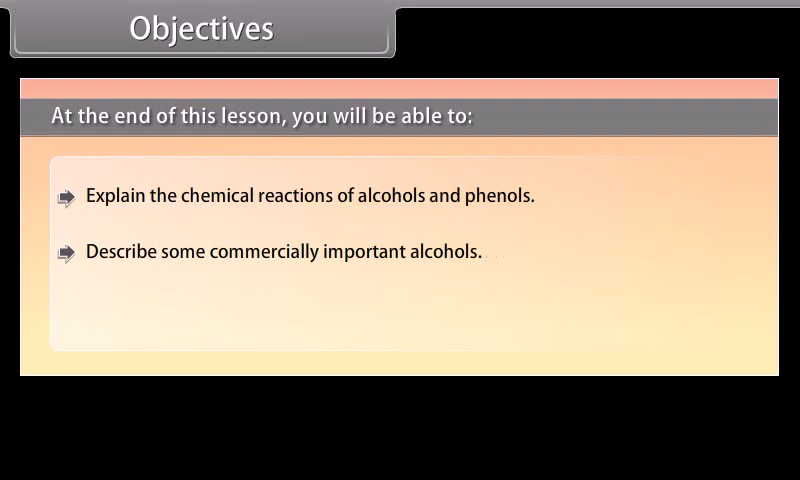 Objectives
At the end of this lesson, you will be able to:
Explain the chemical reactions of alcohols and phenols.
Describe some commercially important alcohols.